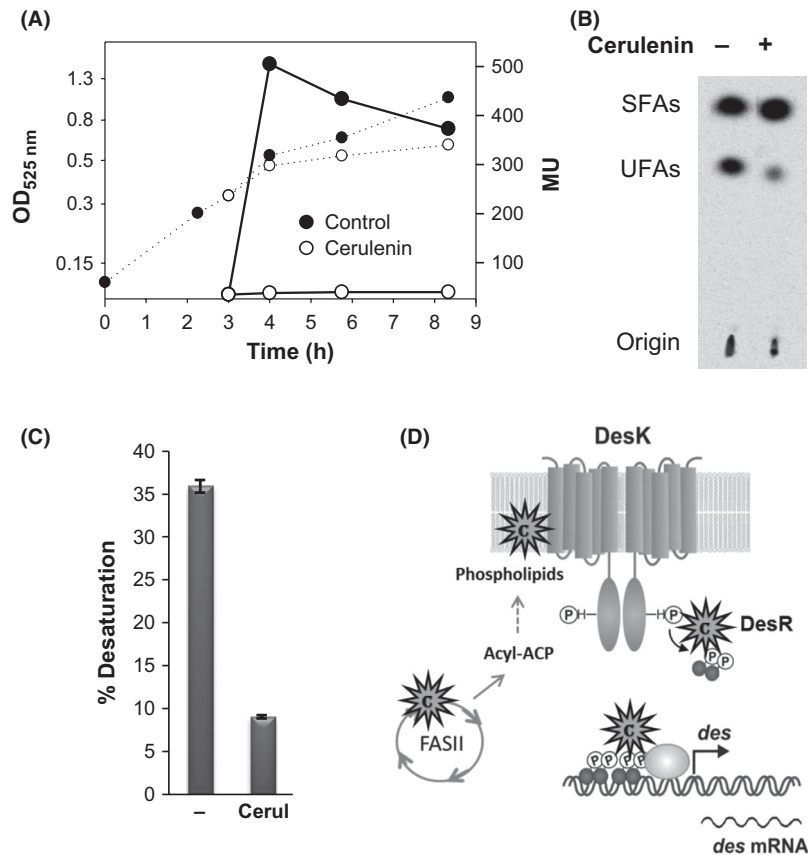 (A)
OD525 nm
1.3
0.8
0.5
0.3
0.15
500
400
300
200
100
MU
Control
Cerulenin
0 1 2 3 4 5 6 7 8 9
Time (h)
(B)
Cerulenin – +
SFAs
UFAs
Origin
(C)
% Desaturation
40
35
30
25
20
15
10
5
0
– Cerul
(D)
DesK
C
Phospholipids
P P C DesR
P P
Acyl-ACP
C
FASII
C
des
P P P P
des mRNA